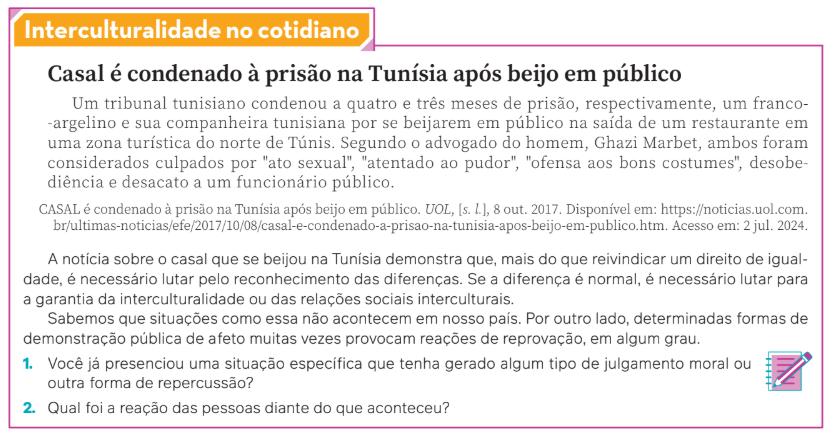 Interculturalidade no cotidiano
Casal é condenado à prisão na Tunísia após beijo em público
Um tribunal tunisiano condenou a quatro e três meses de prisão, respectivamente, um franco-
-argelino e sua companheira tunisiana por se beijarem em público na saída de um restaurante em
uma zona turística do norte de Túnis. Segundo o advogado do homem, Ghazi Marbet, ambos foram
considerados culpados por "ato sexual", "atentado ao pudor", "ofensa aos bons costumes", desobe-
diência e desacato a um funcionário público.
CASAL é condenado à prisão na Tunísia após beijo em público. UOL, [s. l.], 8 out. 2017. Disponível em: https://noticias.uol.com.
br/ultimas-noticias/efe/2017/10/08/casal-e-condenado-a-prisao-na-tunisia-apos-beijo-em-publico.htm. Acesso em: 2 jul. 2024.
A notícia sobre o casal que se beijou na Tunísia demonstra que, mais do que reivindicar um direito de igual-
dade, é necessário lutar pelo reconhecimento das diferenças. Se a diferença é normal, é necessário lutar para
a garantia da interculturalidade ou das relações sociais interculturais.
Sabemos que situações como essa não acontecem em nosso país. Por outro lado, determinadas formas de
demonstração pública de afeto muitas vezes provocam reações de reprovação, em algum grau.
1. Você já presenciou uma situação específica que tenha gerado algum tipo de julgamento moral ou
outra forma de repercussão?
2. Qual foi a reação das pessoas diante do que aconteceu?